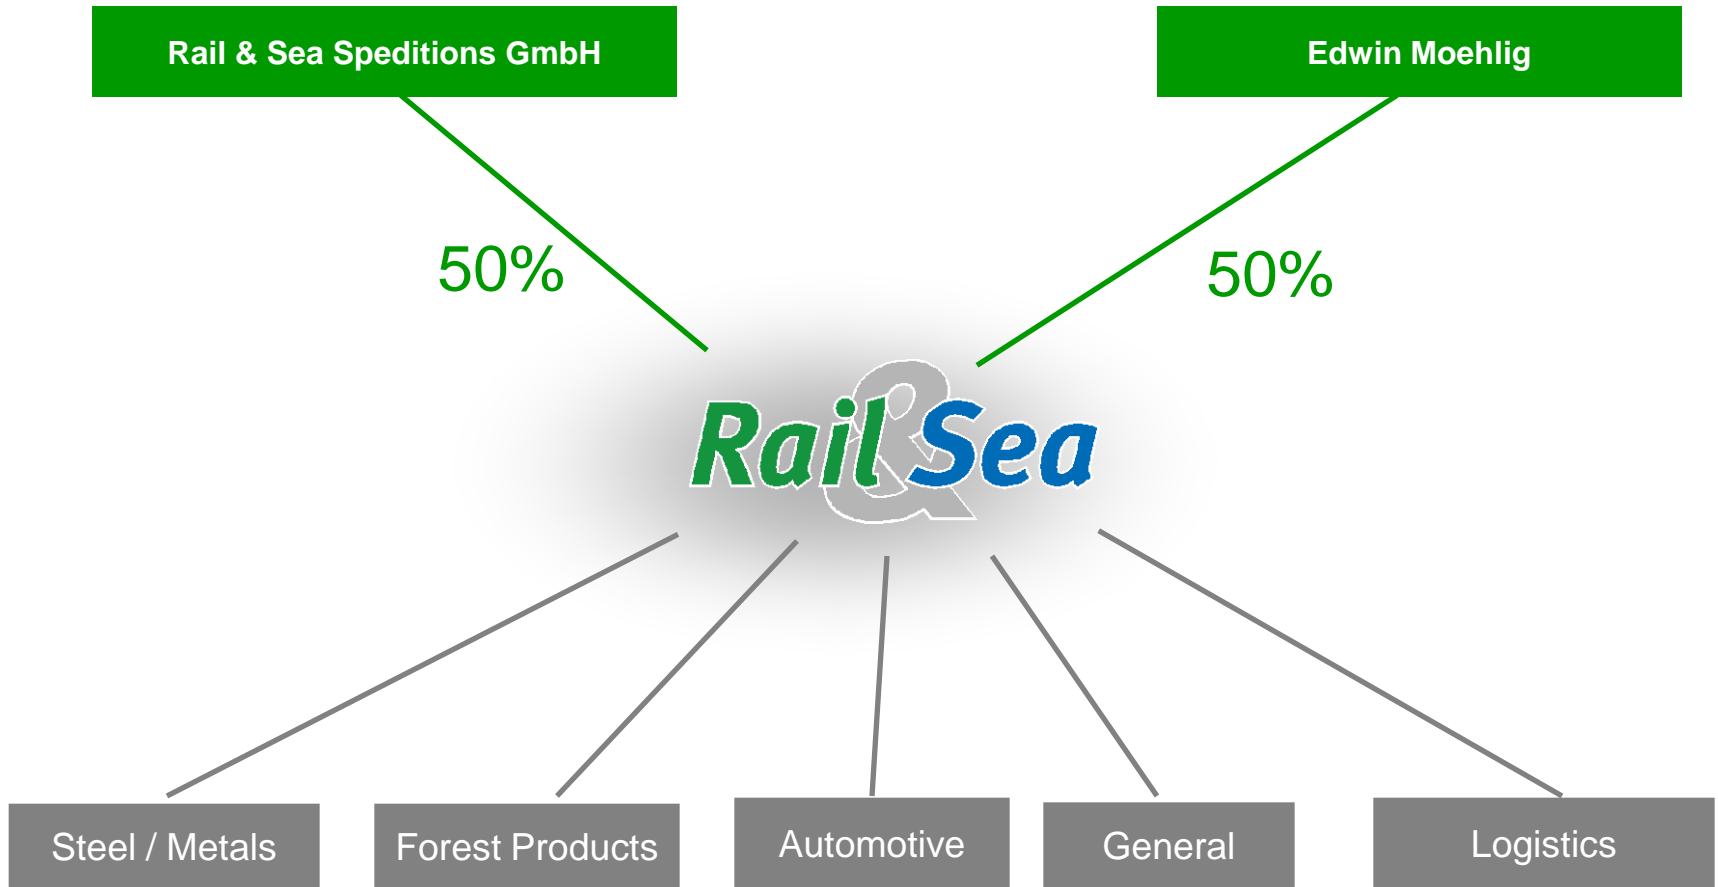 Rail & Sea Speditions GmbH
Edwin Moehlig
50%
50%
Rail & Sea
Steel / Metals
Forest Products
Automotive
General
Logistics